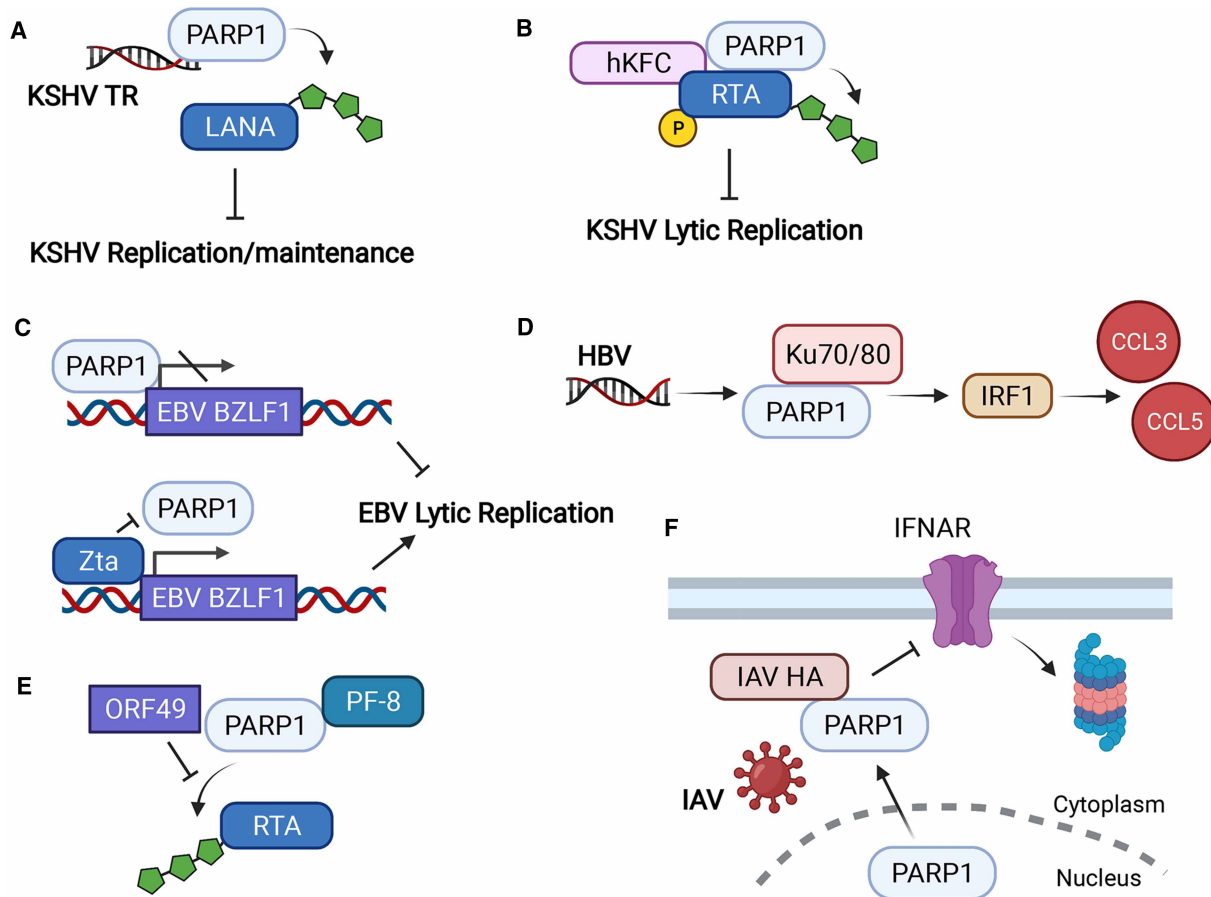 A
PARP1
KSHV TR
LANA
KSHV Replication/maintenance
B
hKFC
PARP1
RTA
P
KSHV Lytic Replication
C
PARP1
EBV BZLF1
PARP1
Zta
EBV BZLF1
EBV Lytic Replication
D
HBV
Ku70/80
PARP1
IRF1
CCL3
CCL5
E
ORF49
PARP1
PF-8
RTA
F
IFNAR
IAV HA
PARP1
IAV
Cytoplasm
PARP1
Nucleus